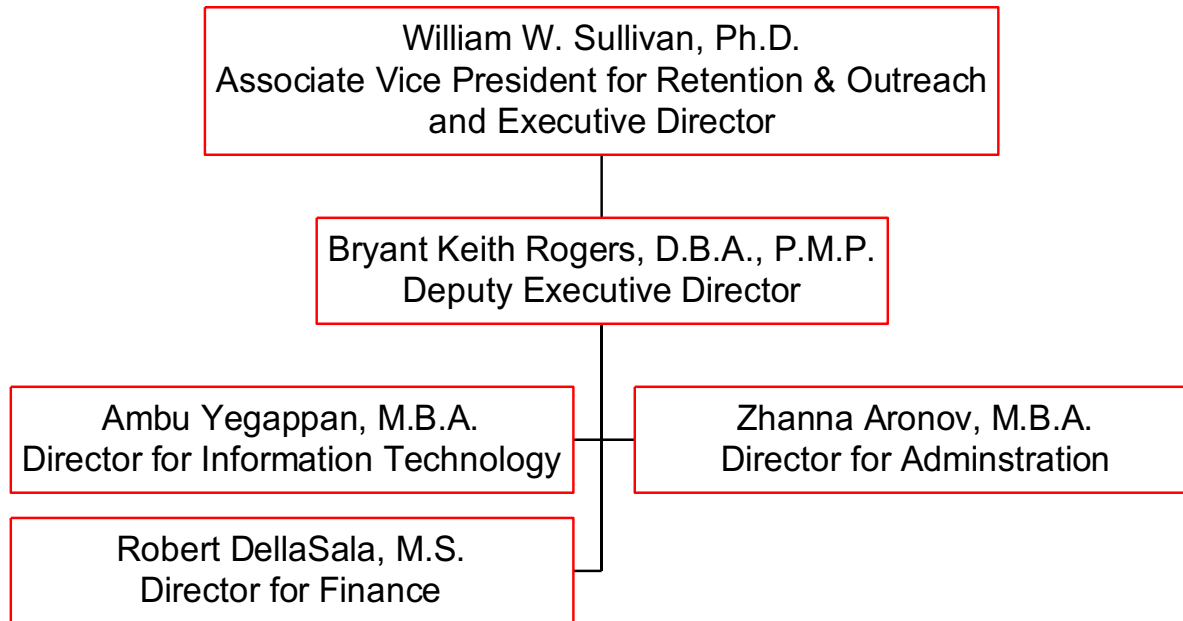 William W. Sullivan, Ph.D.
Associate Vice President for Retention & Outreach
and Executive Director
Bryant Keith Rogers, D.B.A., P.M.P.
Deputy Executive Director
Ambu Yegappan, M.B.A.
Director for Information Technology
Zhanna Aronov, M.B.A.
Director for Adminstration
Robert DellaSala, M.S.
Director for Finance